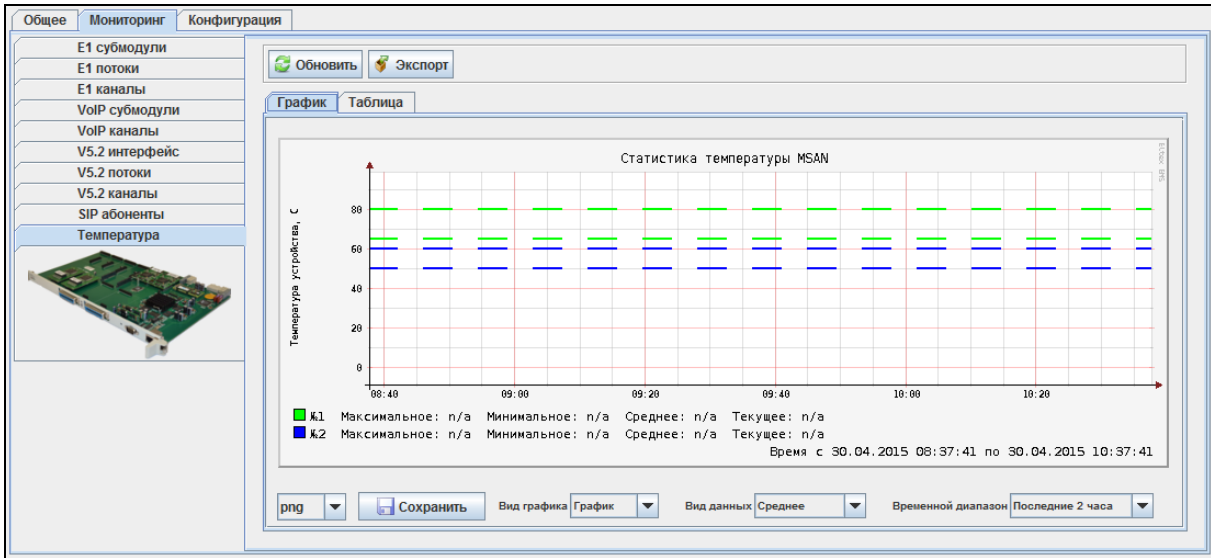 Общее Мониторинг Конфигурация
E1 субмодули
E1 потоки
E1 каналы
VoIP субмодули
VoIP каналы
V5.2 интерфейс
V5.2 потоки
V5.2 каналы
SIP абоненты
Температура
Обновить Экспорт
График Таблица
Статистика температуры MSAN
Eltex EMS
Температура устройства, C
80
60
40
20
0
08:40 09:00 09:20 09:40 10:00 10:20
№1 Максимальное: n/a Минимальное: n/a Среднее: n/a Текущее: n/a
№2 Максимальное: n/a Минимальное: n/a Среднее: n/a Текущее: n/a
Время с 30.04.2015 08:37:41 по 30.04.2015 10:37:41
png Сохранить Вид графика График Вид данных Среднее Временной диапазон Последние 2 часа